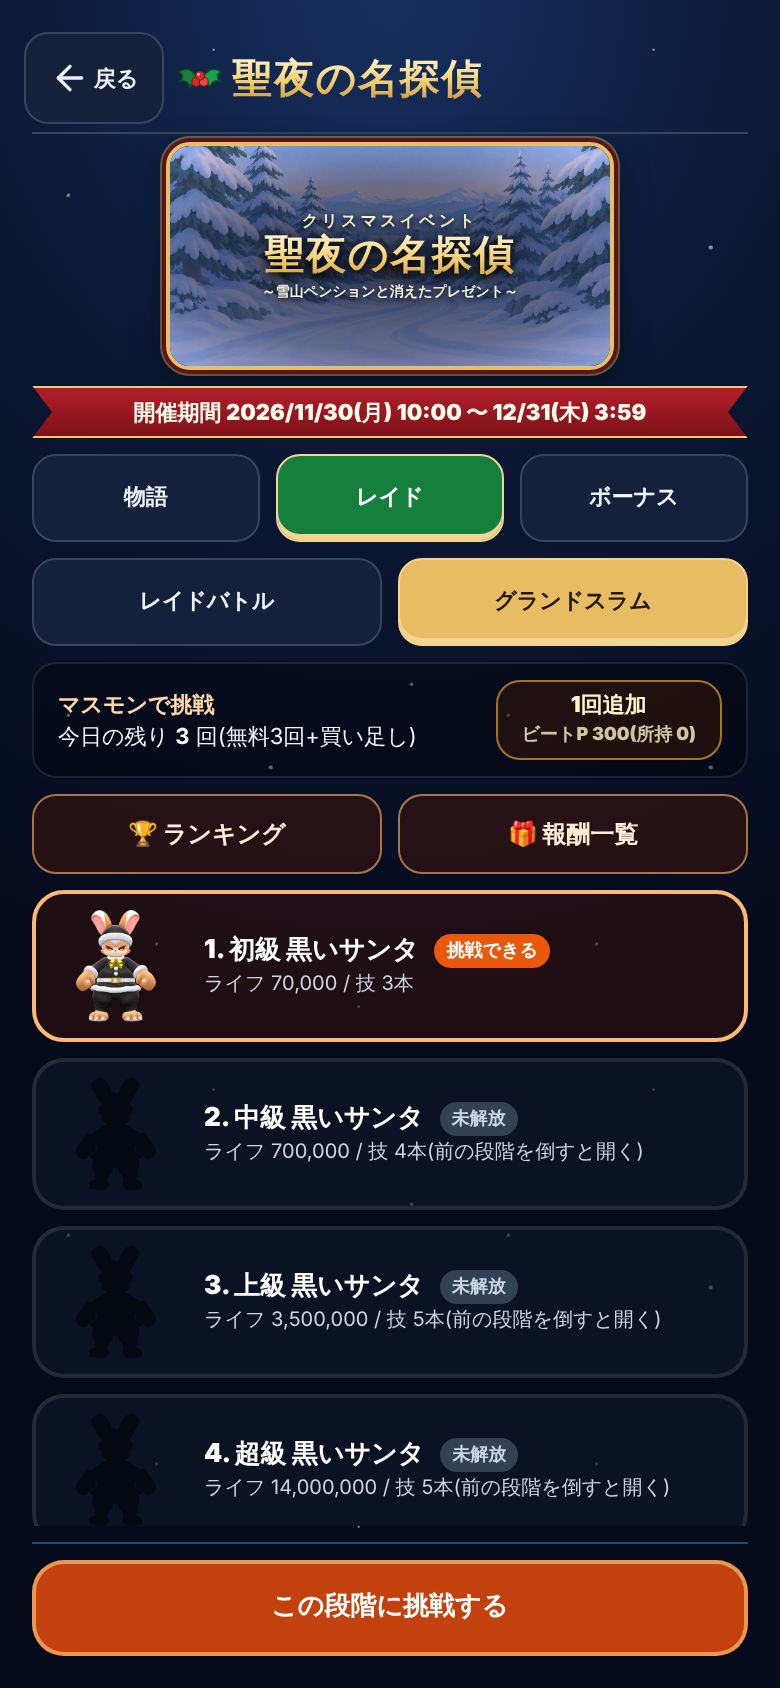 戻る
聖夜の名探偵
クリスマスイベント
聖夜の名探偵
～雪山ペンションと消えたプレゼント～
開催期間 2026/11/30(月) 10:00 〜 12/31(木) 3:59
物語
レイド
ボーナス
レイドバトル
グランドスラム
マスモンで挑戦
今日の残り 3 回(無料3回+買い足し)
1回追加
ビートP 300(所持 0)
ランキング
報酬一覧
1. 初級 黒いサンタ 挑戦できる
ライフ 70,000 / 技 3本
2. 中級 黒いサンタ 未解放
ライフ 700,000 / 技 4本(前の段階を倒すと開く)
3. 上級 黒いサンタ 未解放
ライフ 3,500,000 / 技 5本(前の段階を倒すと開く)
4. 超級 黒いサンタ 未解放
ライフ 14,000,000 / 技 5本(前の段階を倒すと開く)
この段階に挑戦する